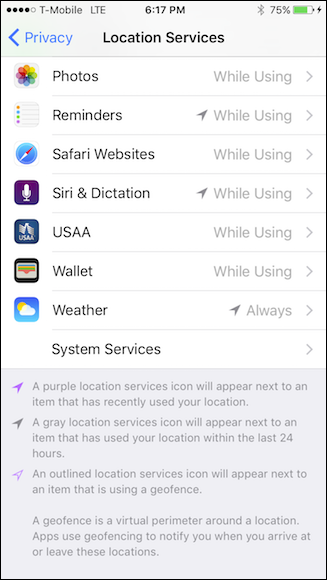 T-Mobile LTE 6:17 PM 75%
Privacy Location Services
Photos While Using
Reminders While Using
Safari Websites While Using
Siri & Dictation While Using
USAA USAA While Using
Wallet While Using
Weather Always
System Services
A purple location services icon will appear next to an
item that has recently used your location.
A gray location services icon will appear next to an
item that has used your location within the last 24
hours.
An outlined location services icon will appear next to
an item that is using a geofence.
A geofence is a virtual perimeter around a location.
Apps use geofencing to notify you when you arrive at
or leave these locations.